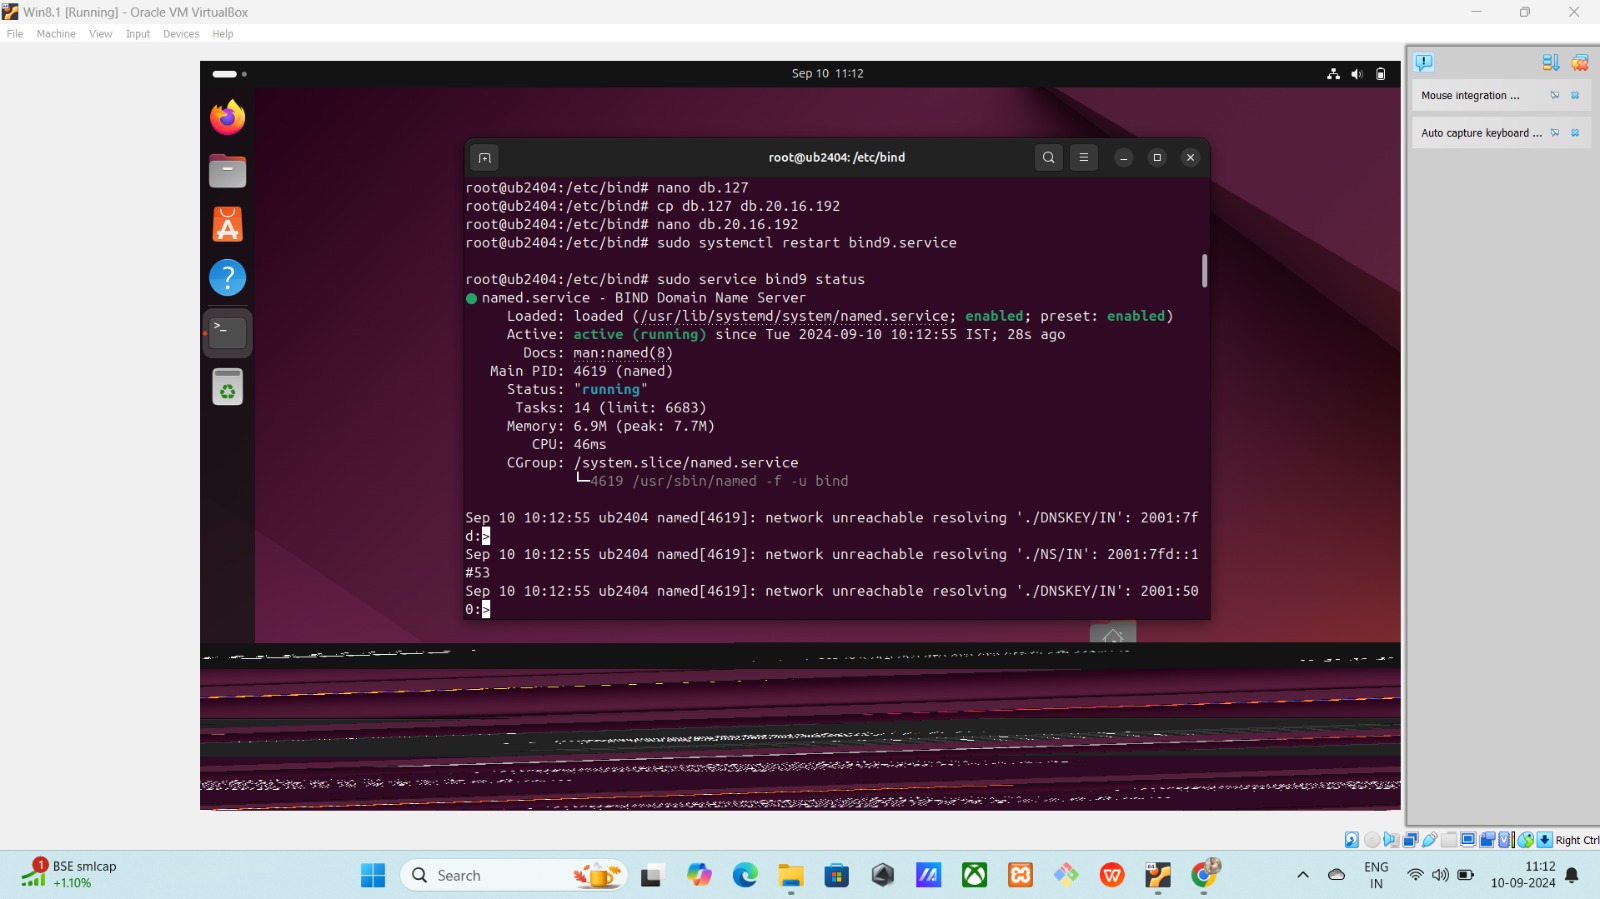 Win8.1 [Running] - Oracle VM VirtualBox
File Machine View Input Devices Help
Sep 10 11:12
root@ub2404: /etc/bind
root@ub2404:/etc/bind# nano db.127
root@ub2404:/etc/bind# cp db.127 db.20.16.192
root@ub2404:/etc/bind# nano db.20.16.192
root@ub2404:/etc/bind# sudo systemctl restart bind9.service
root@ub2404:/etc/bind# sudo service bind9 status
named.service - BIND Domain Name Server
Loaded: loaded (/usr/lib/systemd/system/named.service; enabled; preset: enabled)
Active: active (running) since Tue 2024-09-10 10:12:55 IST; 28s ago
Docs: man:named(8)
Main PID: 4619 (named)
Status: "running"
Tasks: 14 (limit: 6683)
Memory: 6.9M (peak: 7.7M)
CPU: 46ms
CGroup: /system.slice/named.service
└─4619 /usr/sbin/named -f -u bind
Sep 10 10:12:55 ub2404 named[4619]: network unreachable resolving './DNSKEY/IN': 2001:7f
d:>
Sep 10 10:12:55 ub2404 named[4619]: network unreachable resolving './NS/IN': 2001:7fd::1
#53
Sep 10 10:12:55 ub2404 named[4619]: network unreachable resolving './DNSKEY/IN': 2001:50
0:>
Mouse integration ...
Auto capture keyboard ...
Right Ctrl
1
BSE smlcap
+1.10%
Search
ENG
IN
11:12
10-09-2024